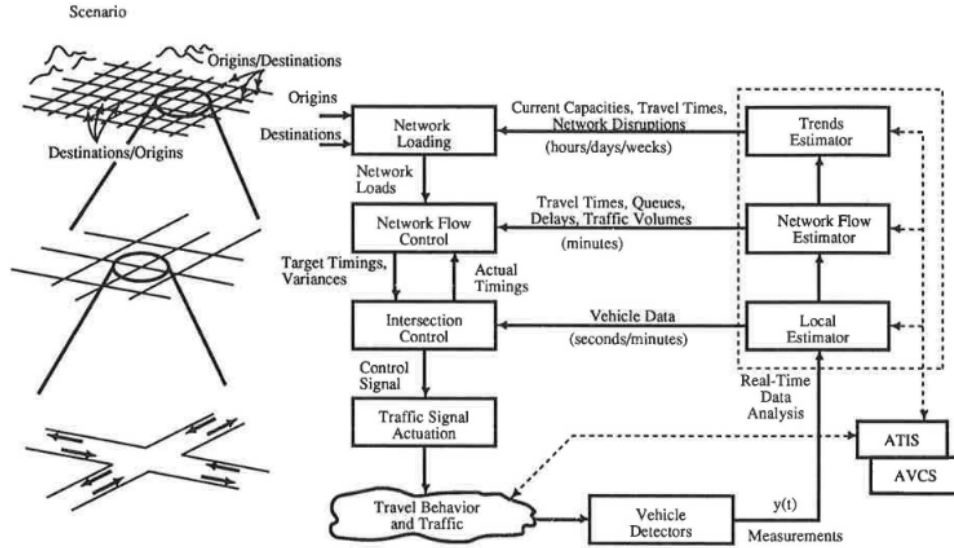 Scenario
Origins/Destinations
Destinations/Origins
Origins
Destinations
Network
Loading
Current Capacities, Travel Times,
Network Disruptions
(hours/days/weeks)
Trends
Estimator
Network
Loads
Network Flow
Control
Travel Times, Queues,
Delays, Traffic Volumes
(minutes)
Network Flow
Estimator
Target Timings,
Variances
Actual
Timings
Intersection
Control
Vehicle Data
(seconds/minutes)
Local
Estimator
Control
Signal
Real-Time
Data
Analysis
Traffic Signal
Actuation
ATIS
AVCS
Travel Behavior
and Traffic
Vehicle
Detectors
y(t)
Measurements